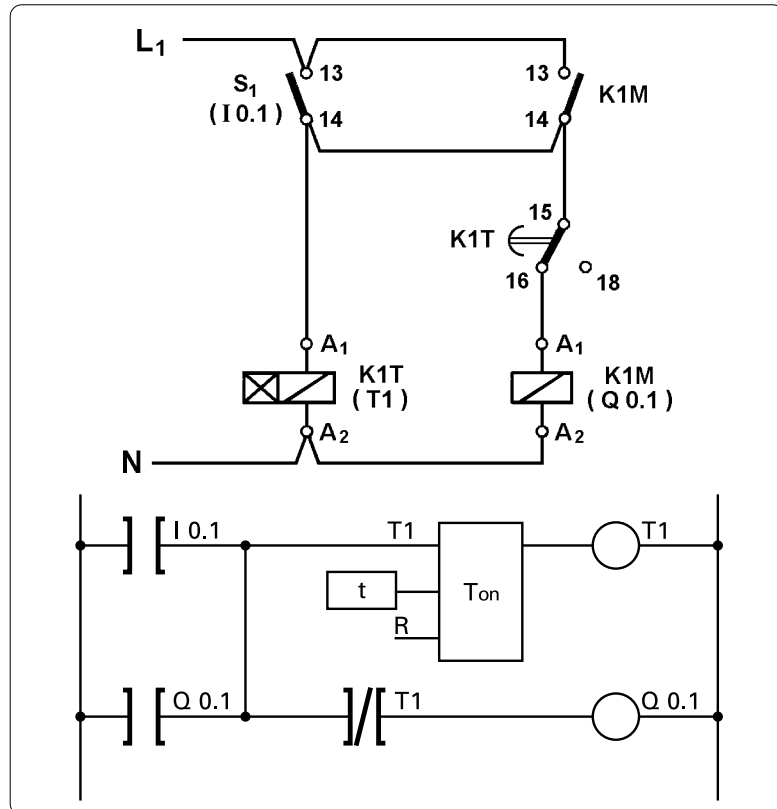 L1
13
13
S1
(I 0.1)
K1M
14
14
15
K1T
16
18
A1
A1
K1T
(T1)
K1M
(Q 0.1)
A2
A2
N
I 0.1
T1
T1
t
Ton
R
Q 0.1
T1
Q 0.1